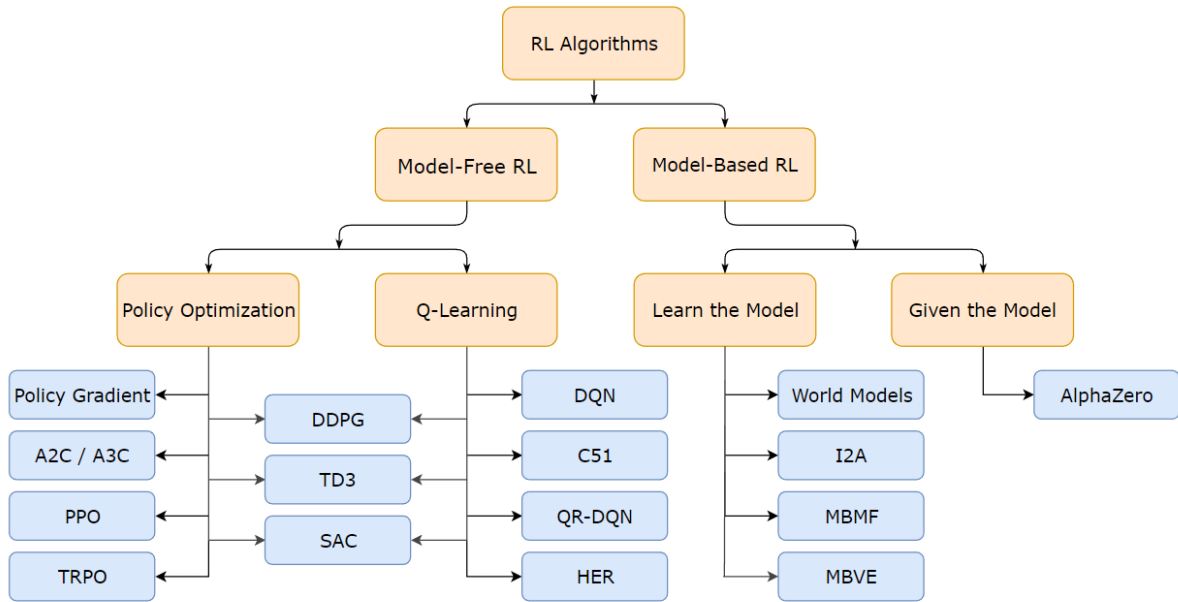 RL Algorithms
Model-Free RL
Model-Based RL
Policy Optimization
Q-Learning
Learn the Model
Given the Model
Policy Gradient
DDPG
DQN
World Models
AlphaZero
A2C / A3C
TD3
C51
I2A
PPO
SAC
QR-DQN
MBMF
TRPO
HER
MBVE